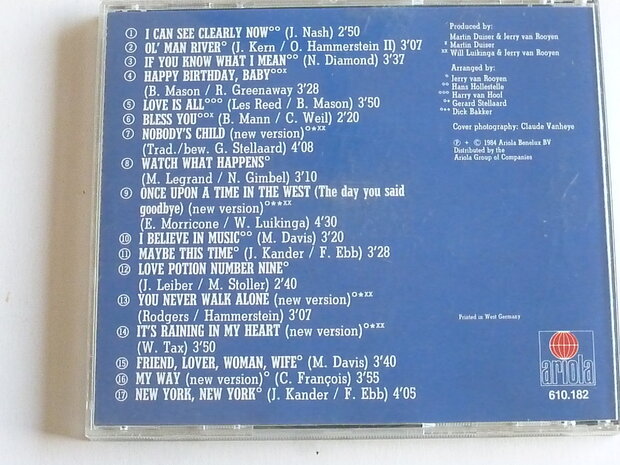 ① I CAN SEE CLEARLY NOW°° (J. Nash) 2'50
② OL' MAN RIVER° (J. Kern / O. Hammerstein II) 3'07
③ IF YOU KNOW WHAT I MEAN°° (N. Diamond) 3'37
④ HAPPY BIRTHDAY, BABY°°ˣ
(B. Mason / R. Greenaway 3'28
⑤ LOVE IS ALL°°° (Les Reed / B. Mason) 3'50
⑥ BLESS YOU°°ˣ (B. Mann / C. Weil) 2'20
⑦ NOBODY'S CHILD (new version)°*ˣˣ
(Trad./bew. G. Stellaard) 4'08
⑧ WATCH WHAT HAPPENS°
(M. Legrand / N. Gimbel) 3'10
⑨ ONCE UPON A TIME IN THE WEST (The day you said
goodbye) (new version)°**ˣˣ
(E. Morricone / W. Luikinga) 4'30
⑩ I BELIEVE IN MUSIC°° (M. Davis) 3'20
⑪ MAYBE THIS TIME° (J. Kander / F. Ebb) 3'28
⑫ LOVE POTION NUMBER NINE°
(J. Leiber / M. Stoller) 2'40
⑬ YOU NEVER WALK ALONE (new version)°*ˣˣ
(Rodgers / Hammerstein) 3'07
⑭ IT'S RAINING IN MY HEART (new version)°*ˣˣ
(W. Tax) 3'50
⑮ FRIEND, LOVER, WOMAN, WIFE° (M. Davis) 3'40
⑯ MY WAY (new version)° (C. François) 3'55
⑰ NEW YORK, NEW YORK° (J. Kander / F. Ebb) 4'05
Produced by:
Martin Duiser & Jerry van Rooyen
ˣ Martin Duiser
ˣˣ Will Luikinga & Jerry van Rooyen
Arranged by:
° Jerry van Rooyen
°° Hans Hollestelle
°°° Harry van Hoof
°* Gerard Stellaard
°** Dick Bakker
Cover photography: Claude Vanheye
℗ + © 1984 Ariola Benelux BV
Distributed by the
Ariola Group of Companies
Printed in West Germany
ariola
610.182